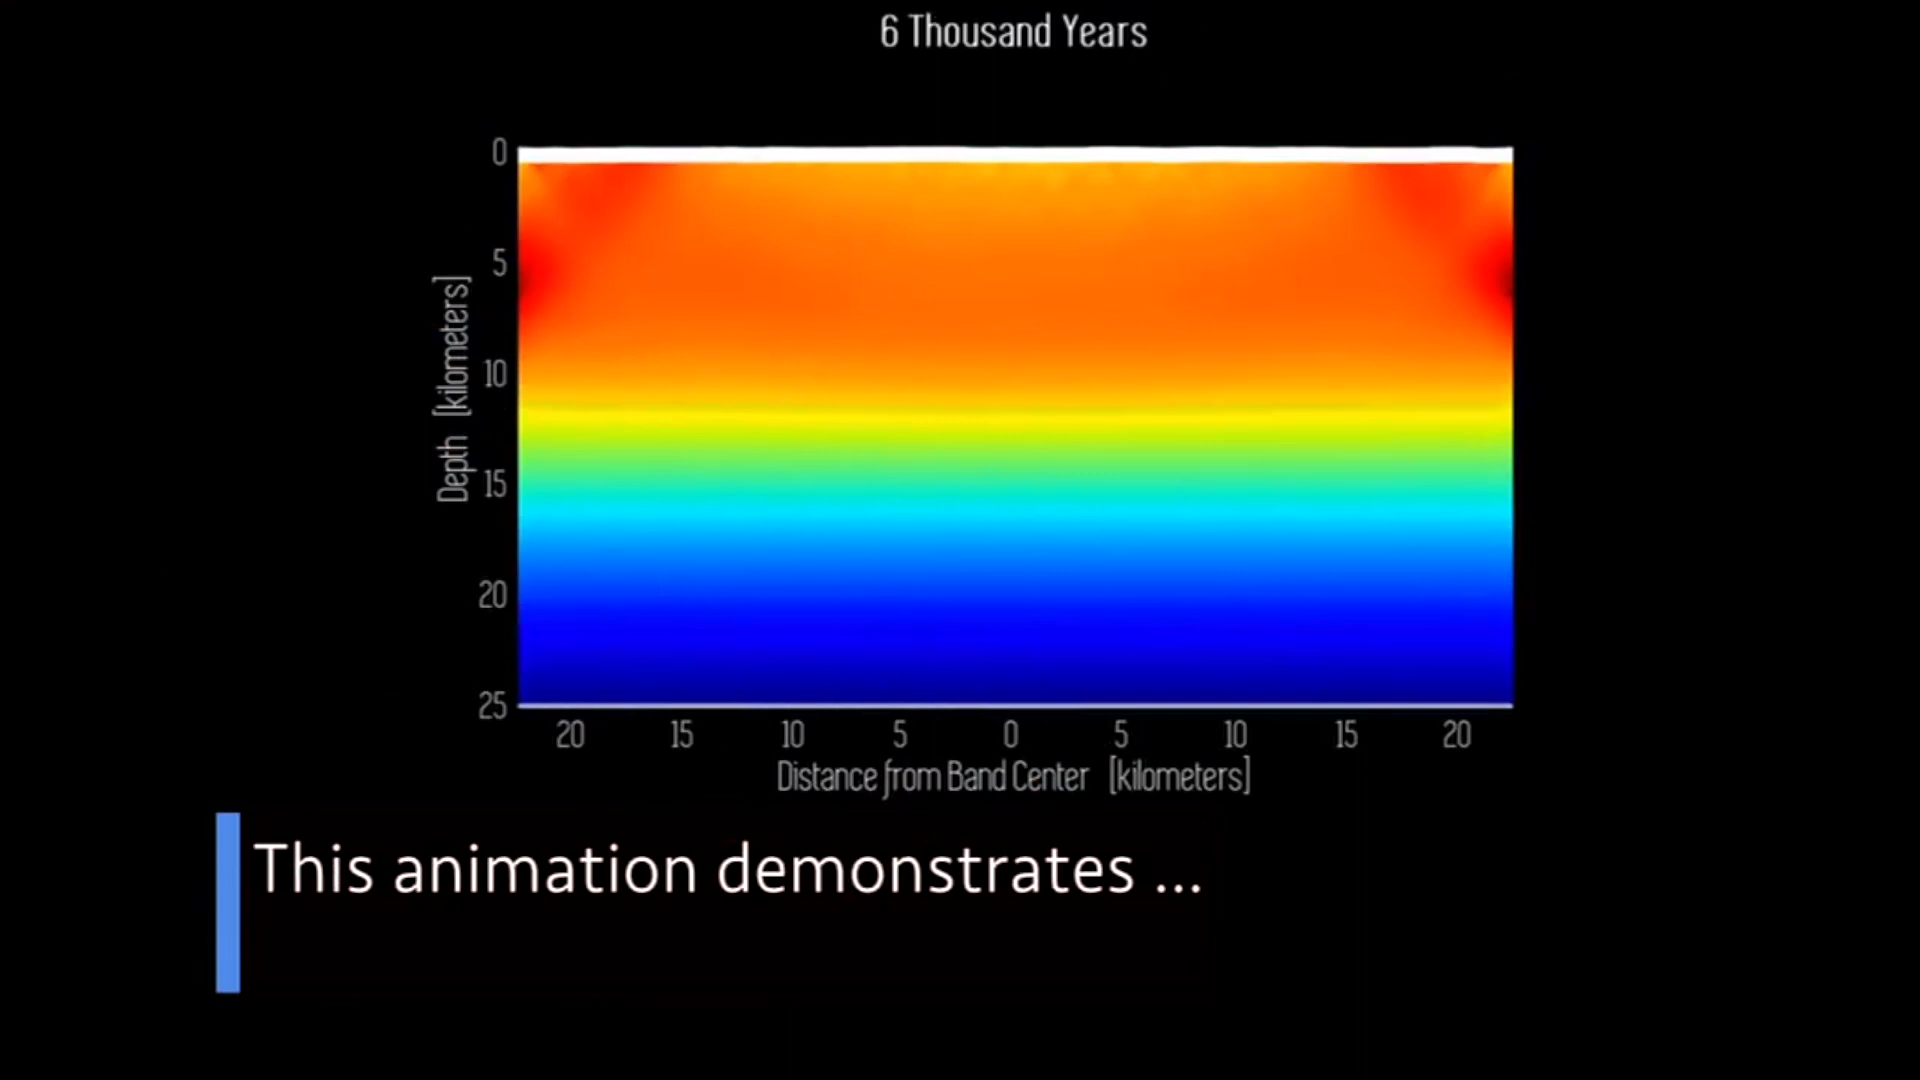 6 Thousand Years
0
5
10
15
20
25
Depth [kilometers]
20 15 10 5 0 5 10 15 20
Distance from Band Center [kilometers]
This animation demonstrates ...